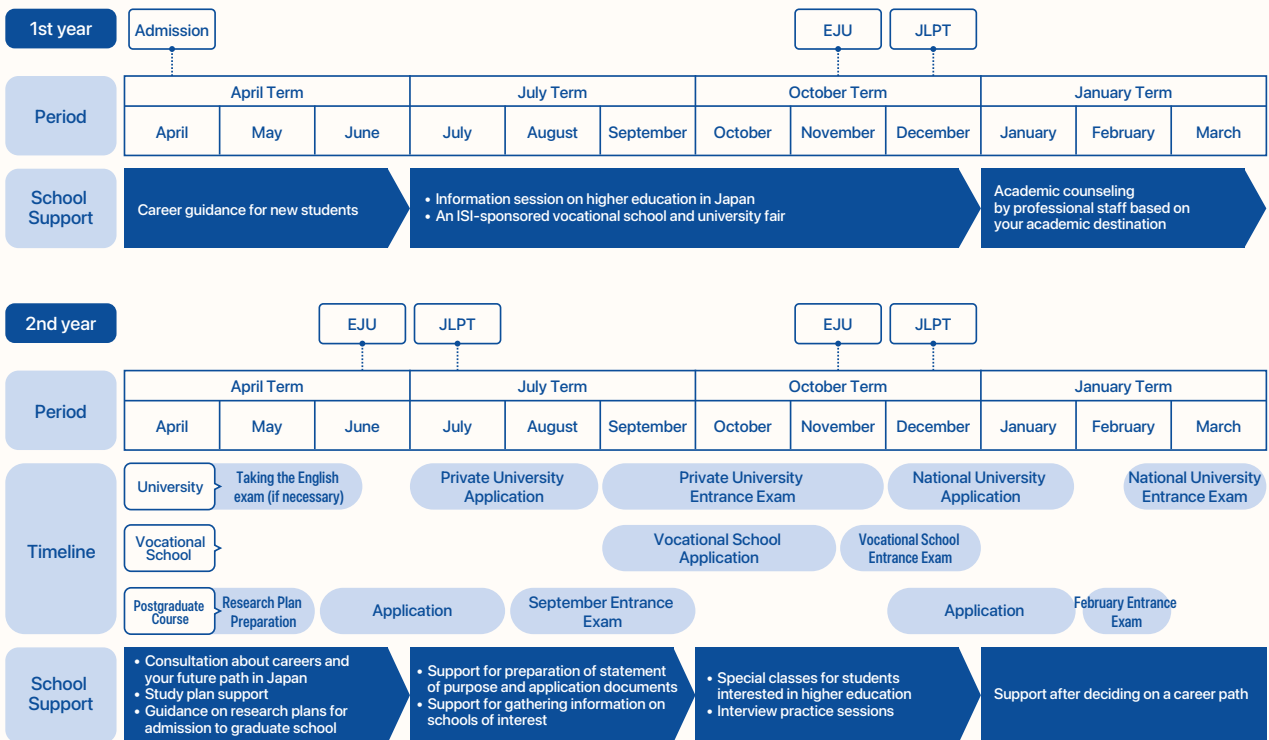 1st year
Admission
EJU
JLPT
Period
April Term
July Term
October Term
January Term
April
May
June
July
August
September
October
November
December
January
February
March
School
Support
Career guidance for new students
• Information session on higher education in Japan
• An ISI-sponsored vocational school and university fair
Academic counseling
by professional staff based on
your academic destination
2nd year
EJU
JLPT
EJU
JLPT
Period
April Term
July Term
October Term
January Term
April
May
June
July
August
September
October
November
December
January
February
March
Timeline
University
Taking the English
exam (if necessary)
Private University
Application
Private University
Entrance Exam
National University
Application
National University
Entrance Exam
Vocational
School
Vocational School
Application
Vocational School
Entrance Exam
Postgraduate
Course
Research Plan
Preparation
Application
September Entrance
Exam
Application
February Entrance
Exam
School
Support
• Consultation about careers and
your future path in Japan
• Study plan support
• Guidance on research plans for
admission to graduate school
• Support for preparation of statement
of purpose and application documents
• Support for gathering information on
schools of interest
• Special classes for students
interested in higher education
• Interview practice sessions
Support after deciding on a career path